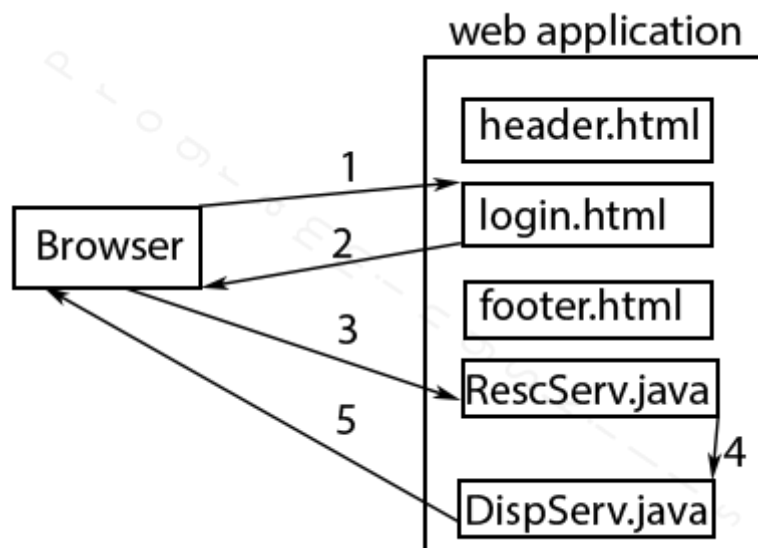 web application
header.html
1
login.html
Browser
2
footer.html
3
RescServ.java
5
4
DispServ.java